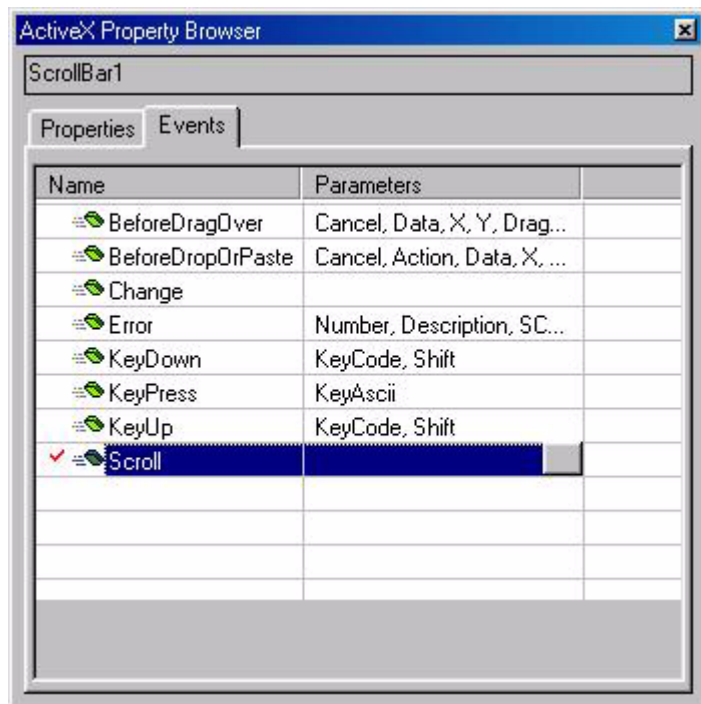 ActiveX Property Browser
ScrollBar1
Properties Events
Name Parameters
BeforeDragOver Cancel, Data, X, Y, Drag...
BeforeDropOrPaste Cancel, Action, Data, X, ...
Change
Error Number, Description, SC...
KeyDown KeyCode, Shift
KeyPress KeyAscii
KeyUp KeyCode, Shift
Scroll